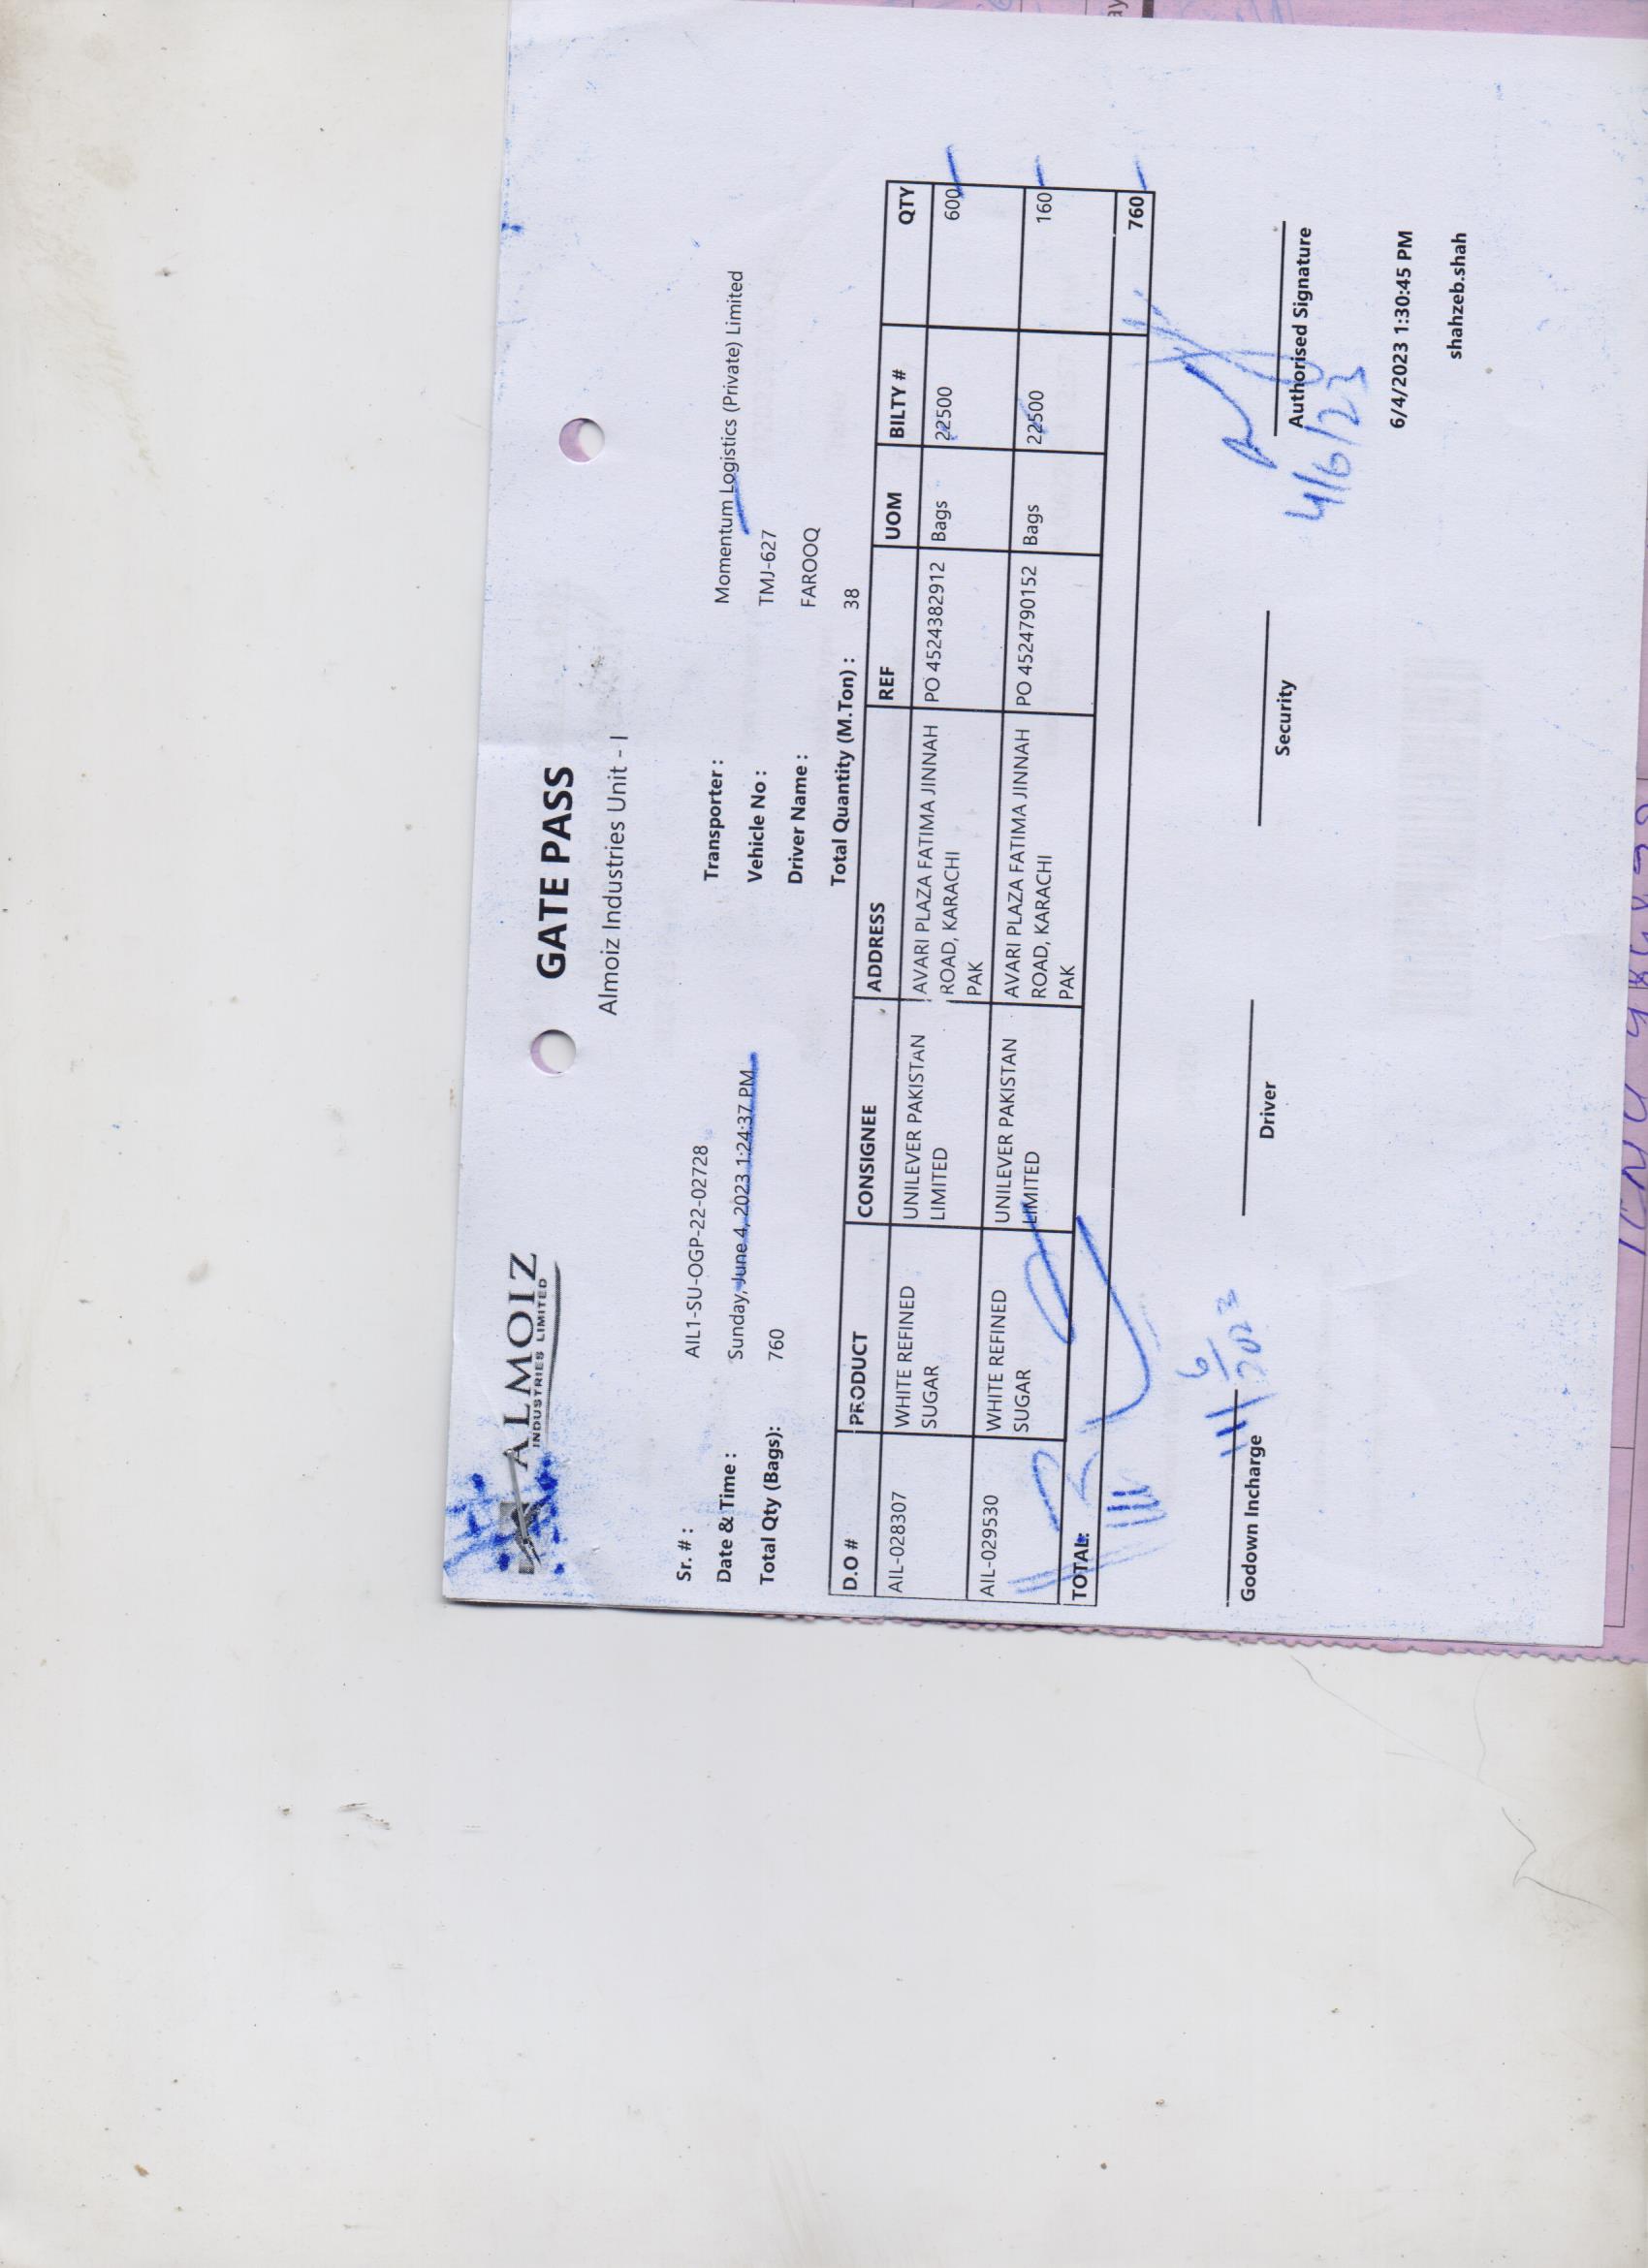 ALMOIZ
INDUSTRIES LIMITED
GATE PASS
Almoiz Industries Unit - I
Sr. # : AIL1-SU-OGP-22-02728
Transporter : Momentum Logistics (Private) Limited
Date & Time : Sunday, June 4, 2023 1:24:37 PM
Vehicle No : TMJ-627
Total Qty (Bags): 760
Driver Name : FAROOQ
Total Quantity (M.Ton) : 38
D.O # PRODUCT CONSIGNEE ADDRESS REF UOM BILTY # QTY
AIL-028307 WHITE REFINED UNILEVER PAKISTAN AVARI PLAZA FATIMA JINNAH PO 4524382912 Bags 22500 600
SUGAR LIMITED ROAD, KARACHI
PAK
AIL-029530 WHITE REFINED UNILEVER PAKISTAN AVARI PLAZA FATIMA JINNAH PO 4524790152 Bags 22500 160
SUGAR LIMITED ROAD, KARACHI
PAK
TOTAL: 760
6/2023
Godown Incharge Driver Security Authorised Signature
4/6/23
6/4/2023 1:30:45 PM
shahzeb.shah